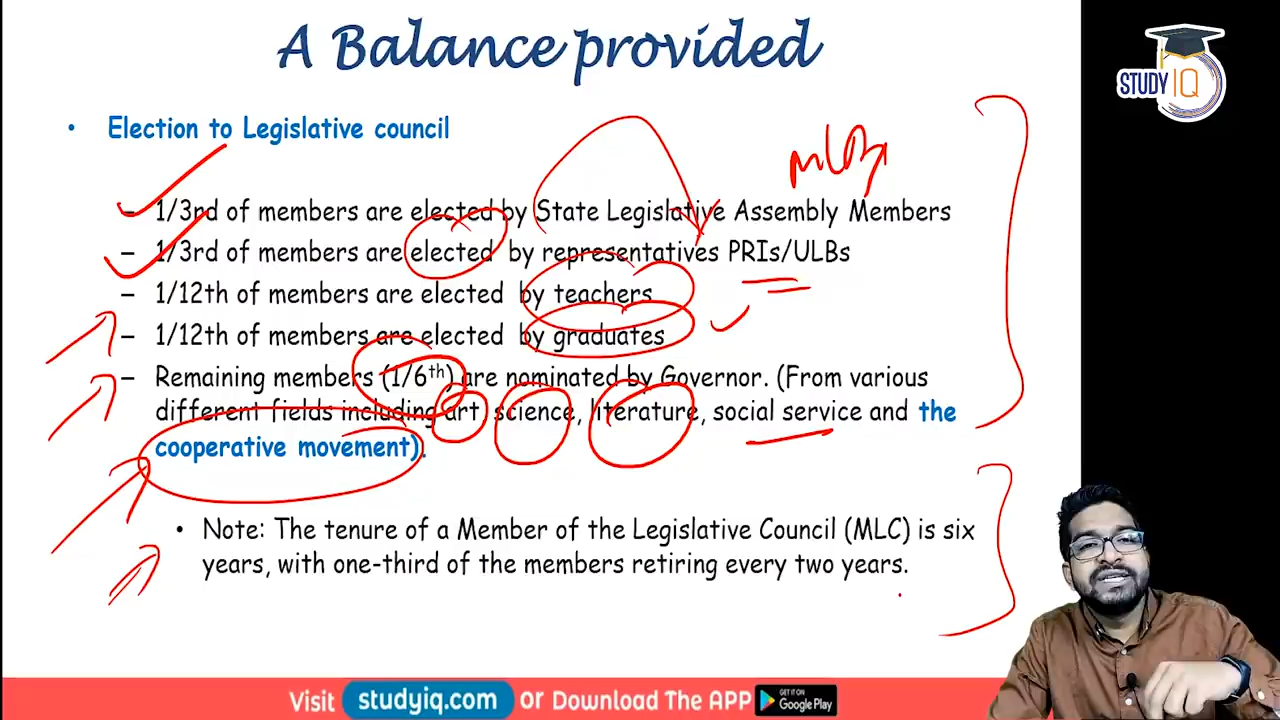 A Balance provided
STUDY IQ
• Election to Legislative council
– 1/3nd of members are elected by State Legislative Assembly Members
– 1/3rd of members are elected by representatives PRIs/ULBs
– 1/12th of members are elected by teachers
– 1/12th of members are elected by graduates
– Remaining members (1/6th) are nominated by Governor. (From various
different fields including art, science, literature, social service and the
cooperative movement).
• Note: The tenure of a Member of the Legislative Council (MLC) is six
years, with one-third of the members retiring every two years.
Visit studyiq.com or Download The APP GET IT ON Google Play